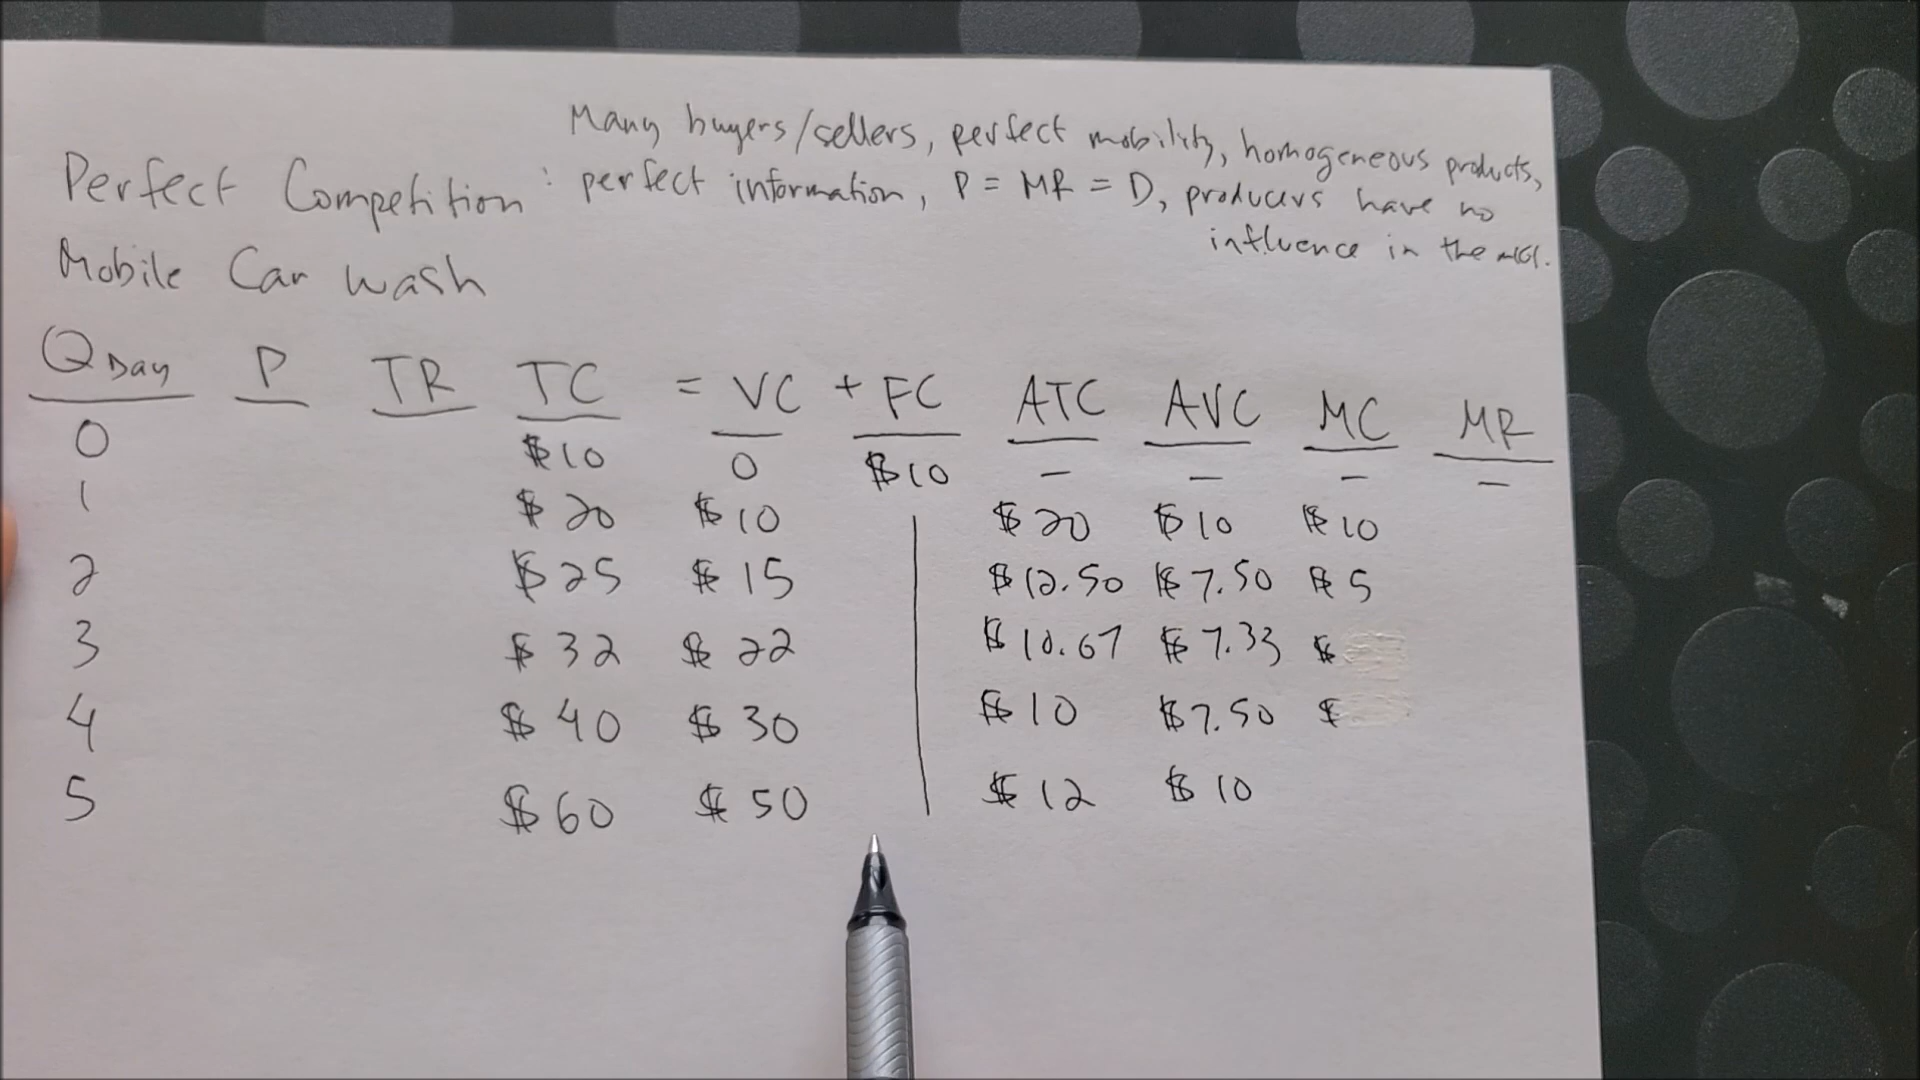 Many buyers/sellers, perfect mobility, homogeneous products,
Perfect Competition : perfect information, P = MR = D, producers have no
influence in the mkt.
Mobile Car Wash
Q Day P TR TC = VC + FC ATC AVC MC MR
0 $10 0 $10 — — — —
1 $20 $10 $20 $10 $10
2 $25 $15 $12.50 $7.50 $5
3 $32 $22 $10.67 $7.33 $
4 $40 $30 $10 $7.50 $
5 $60 $50 $12 $10